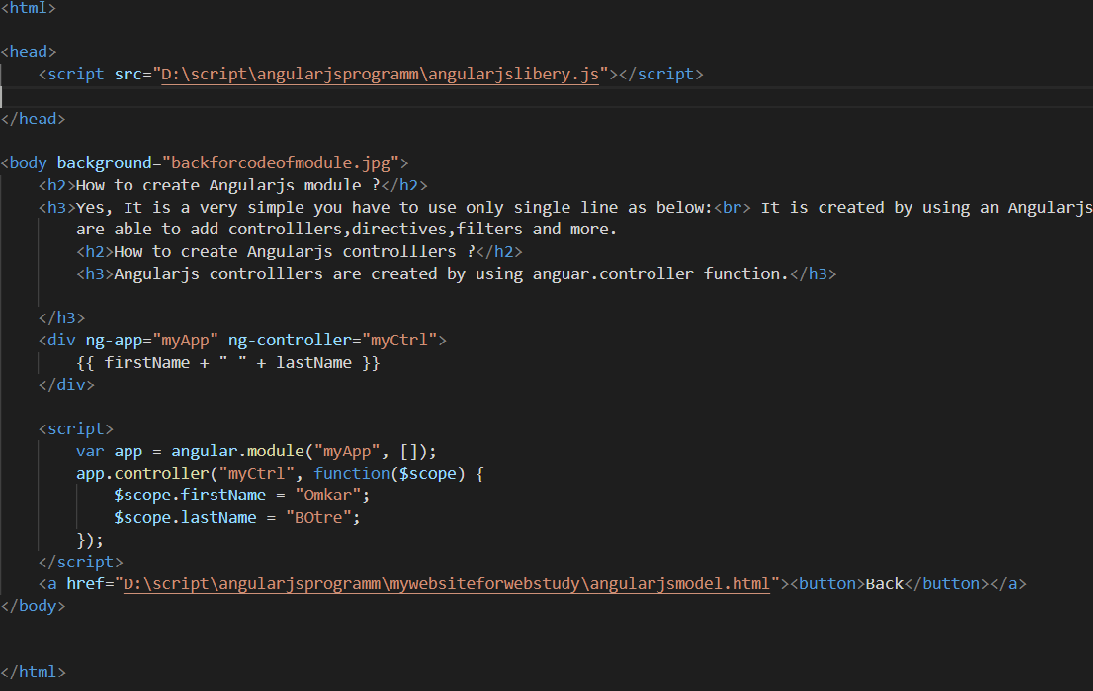 <html>
<head>
<script src="D:\script\angularjsprogramm\angularjslibery.js"></script>
</head>
<body background="backforcodeofmodule.jpg">
<h2>How to create Angularjs module ?</h2>
<h3>Yes, It is a very simple you have to use only single line as below:<br> It is created by using an Angularjs
are able to add controlllers,directives,filters and more.
<h2>How to create Angularjs controlllers ?</h2>
<h3>Angularjs controlllers are created by using anguar.controller function.</h3>
</h3>
<div ng-app="myApp" ng-controller="myCtrl">
{{ firstName + " " + lastName }}
</div>
<script>
var app = angular.module("myApp", []);
app.controller("myCtrl", function($scope) {
$scope.firstName = "Omkar";
$scope.lastName = "BOtre";
});
</script>
<a href="D:\script\angularjsprogramm\mywebsiteforwebstudy\angularjsmodel.html"><button>Back</button></a>
</body>
</html>